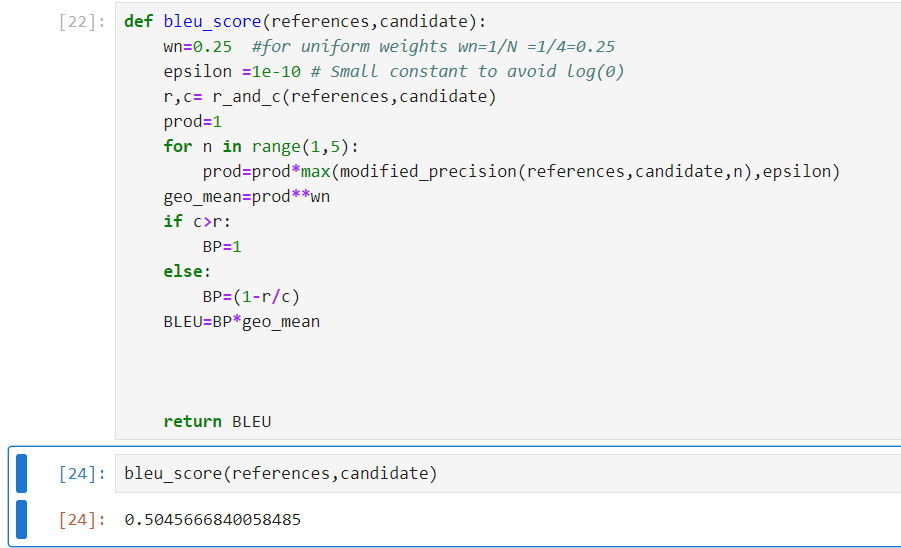 [22]: def bleu_score(references,candidate):
    wn=0.25  #for uniform weights wn=1/N =1/4=0.25
    epsilon =1e-10 # Small constant to avoid log(0)
    r,c= r_and_c(references,candidate)
    prod=1
    for n in range(1,5):
        prod=prod*max(modified_precision(references,candidate,n),epsilon)
    geo_mean=prod**wn
    if c>r:
        BP=1
    else:
        BP=(1-r/c)
    BLEU=BP*geo_mean
    return BLEU
[24]: bleu_score(references,candidate)
[24]: 0.5045666840058485